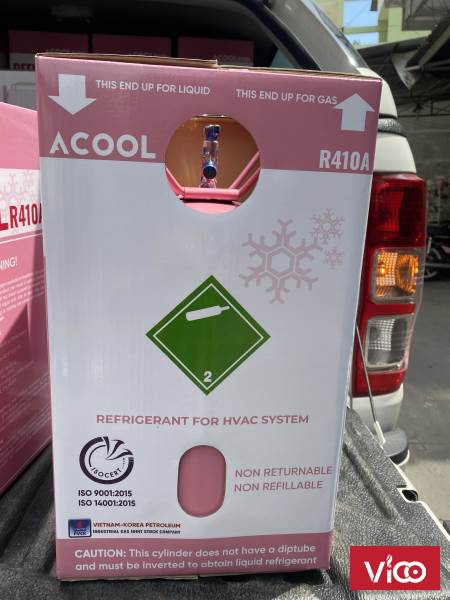 THIS END UP FOR LIQUID
THIS END UP FOR GAS
ACOOL
R410A
R410A
NING!
2
REFRIGERANT FOR HVAC SYSTEM
ISOCERT
ISO 9001:2015
ISO 14001:2015
NON RETURNABLE
NON REFILLABLE
PVCK
VIETNAM-KOREA PETROLEUM
INDUSTRIAL GAS JOINT STOCK COMPANY
CAUTION: This cylinder does not have a diptube
and must be inverted to obtain liquid refrigerant
VIOO